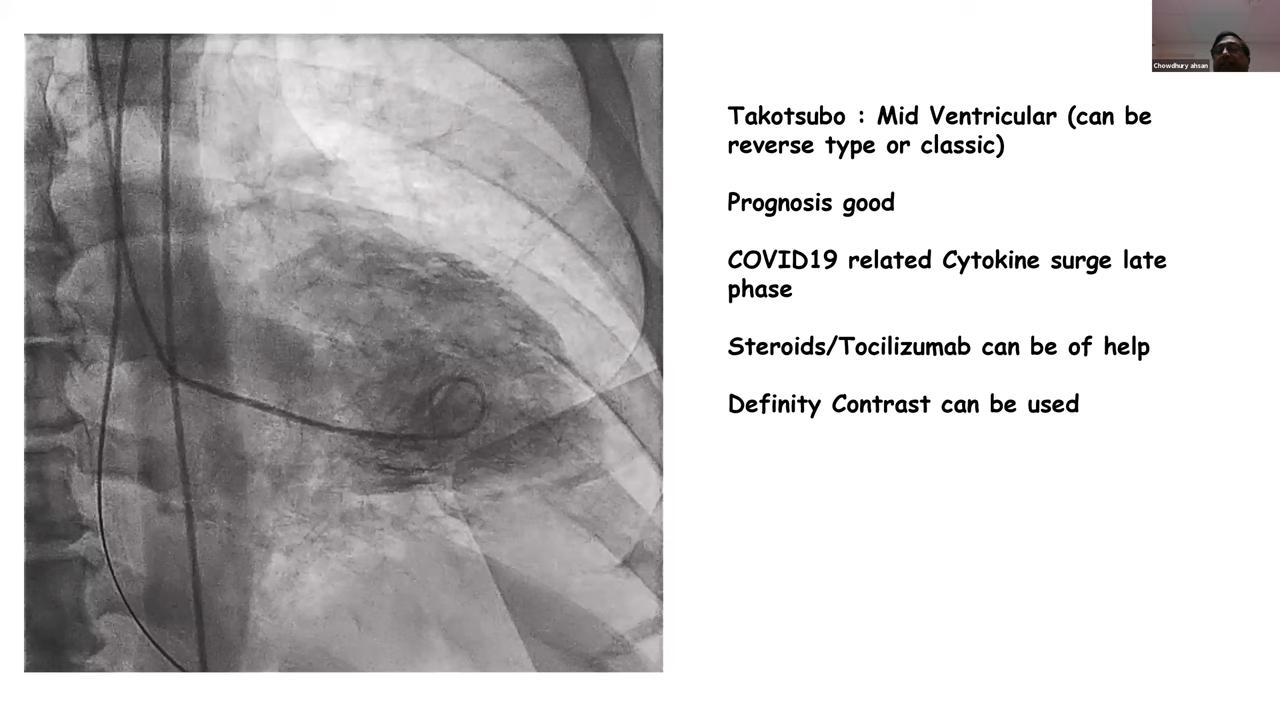 Chowdhury ahsan
Takotsubo : Mid Ventricular (can be
reverse type or classic)
Prognosis good
COVID19 related Cytokine surge late
phase
Steroids/Tocilizumab can be of help
Definity Contrast can be used